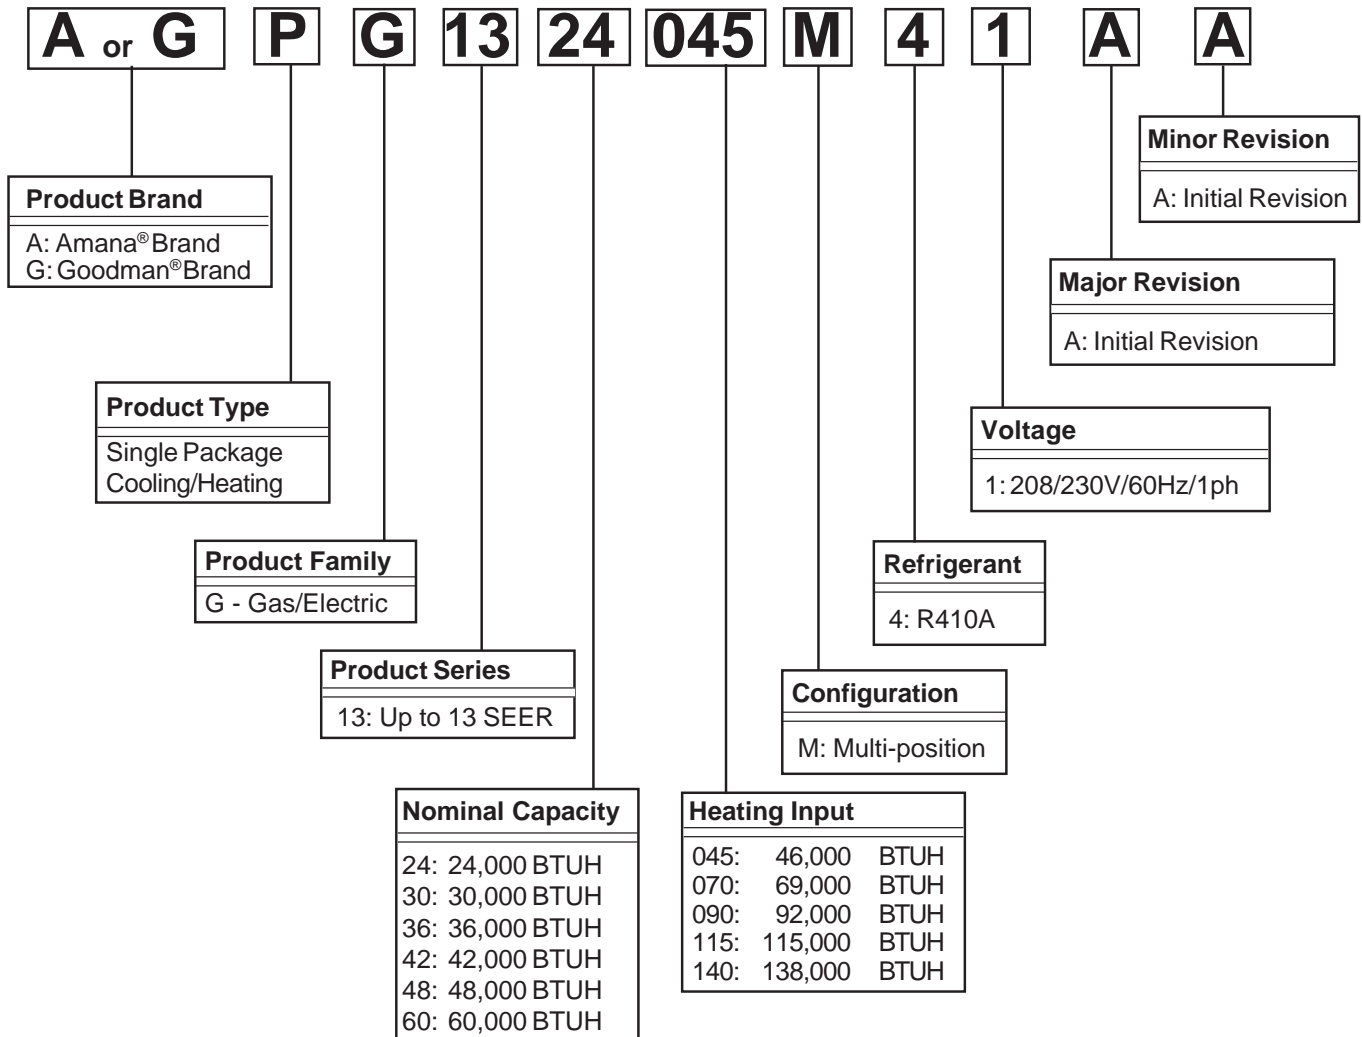 A or G P G 13 24 045 M 4 1 A A
Minor Revision
A: Initial Revision
Product Brand
A: Amana® Brand
G: Goodman® Brand
Major Revision
A: Initial Revision
Product Type
Single Package
Cooling/Heating
Voltage
1: 208/230V/60Hz/1ph
Product Family
G - Gas/Electric
Refrigerant
4: R410A
Product Series
13: Up to 13 SEER
Configuration
M: Multi-position
Nominal Capacity
24: 24,000 BTUH
30: 30,000 BTUH
36: 36,000 BTUH
42: 42,000 BTUH
48: 48,000 BTUH
60: 60,000 BTUH
Heating Input
045: 46,000 BTUH
070: 69,000 BTUH
090: 92,000 BTUH
115: 115,000 BTUH
140: 138,000 BTUH